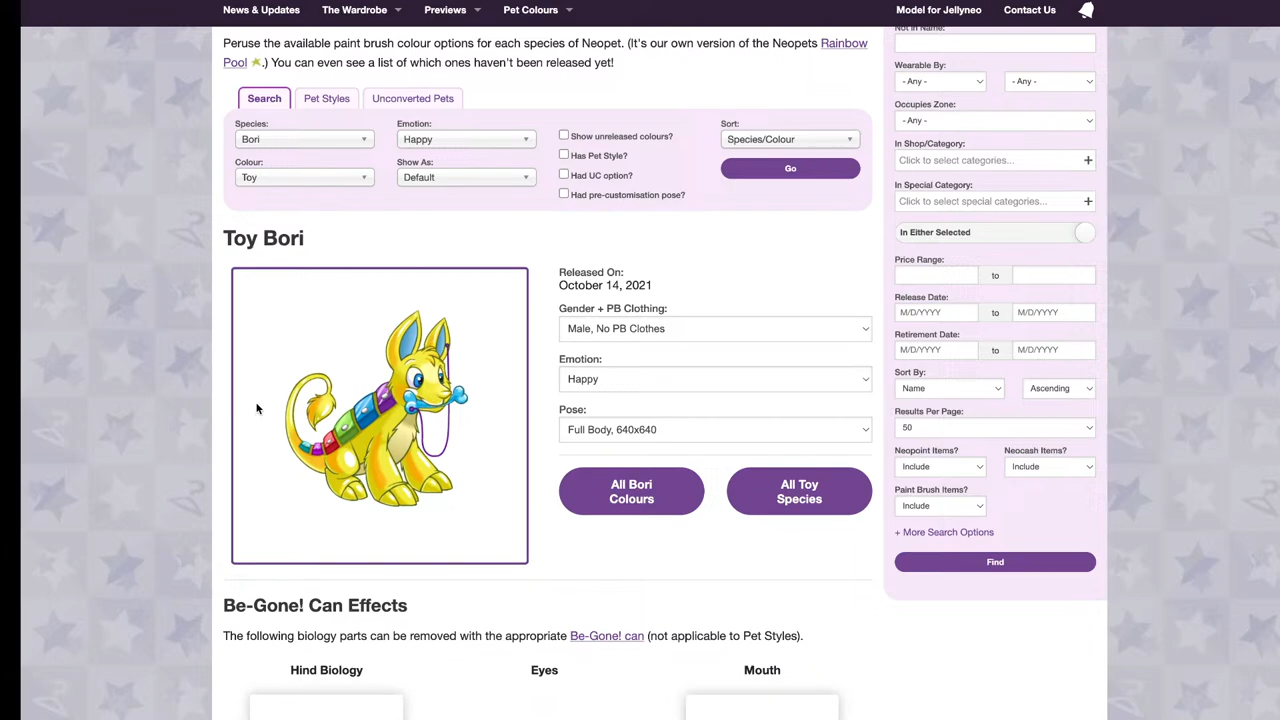 News & Updates The Wardrobe Previews Pet Colours Model for Jellyneo Contact Us
Peruse the available paint brush colour options for each species of Neopet. (It's our own version of the Neopets Rainbow
Pool .) You can even see a list of which ones haven't been released yet!
Search Pet Styles Unconverted Pets
Species: Emotion: Sort:
Bori Happy Show unreleased colours? Species/Colour
Has Pet Style?
Colour: Show As: Had UC option? Go
Toy Default Had pre-customisation pose?
Toy Bori
Released On:
October 14, 2021
Gender + PB Clothing:
Male, No PB Clothes
Emotion:
Happy
Pose:
Full Body, 640x640
All Bori
Colours
All Toy
Species
Be-Gone! Can Effects
The following biology parts can be removed with the appropriate Be-Gone! can (not applicable to Pet Styles).
Hind Biology Eyes Mouth
Not in Name:
Wearable By:
- Any - - Any -
Occupies Zone:
- Any -
In Shop/Category:
Click to select categories... +
In Special Category:
Click to select special categories... +
In Either Selected
Price Range:
to
Release Date:
M/D/YYYY to M/D/YYYY
Retirement Date:
M/D/YYYY to M/D/YYYY
Sort By:
Name Ascending
Results Per Page:
50
Neopoint Items? Neocash Items?
Include Include
Paint Brush Items?
Include
+ More Search Options
Find